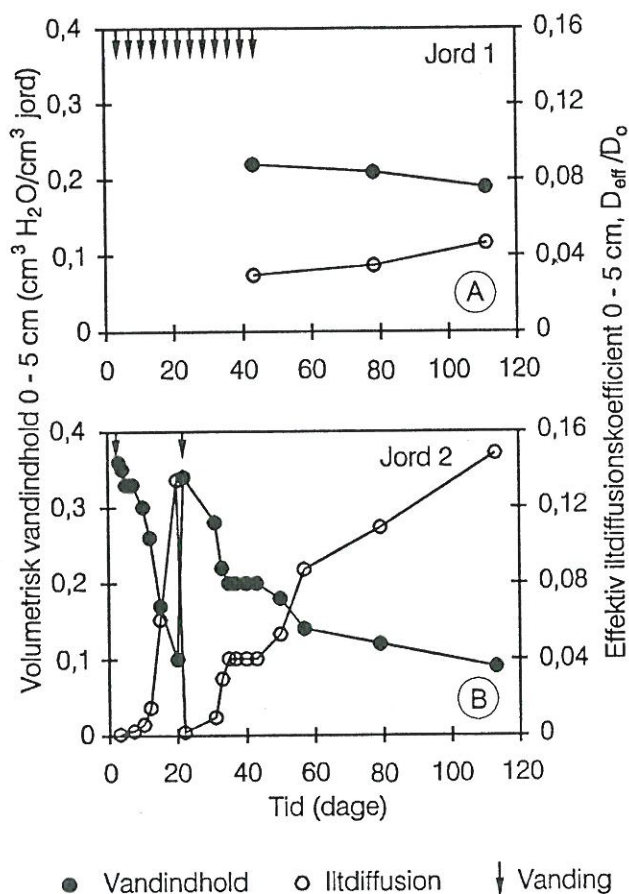 Volumetrisk vandindhold 0 - 5 cm (cm³ H₂O/cm³ jord)
Effektiv iltdiffusionskoefficient 0 - 5 cm, D_eff/D_o
0,4
0,3
0,2
0,1
0
0,16
0,12
0,08
0,04
0
Jord 1
A
0 20 40 60 80 100 120
0,4
0,3
0,2
0,1
0
0,16
0,12
0,08
0,04
0
Jord 2
B
0 20 40 60 80 100 120
Tid (dage)
Vandindhold Iltdiffusion Vanding